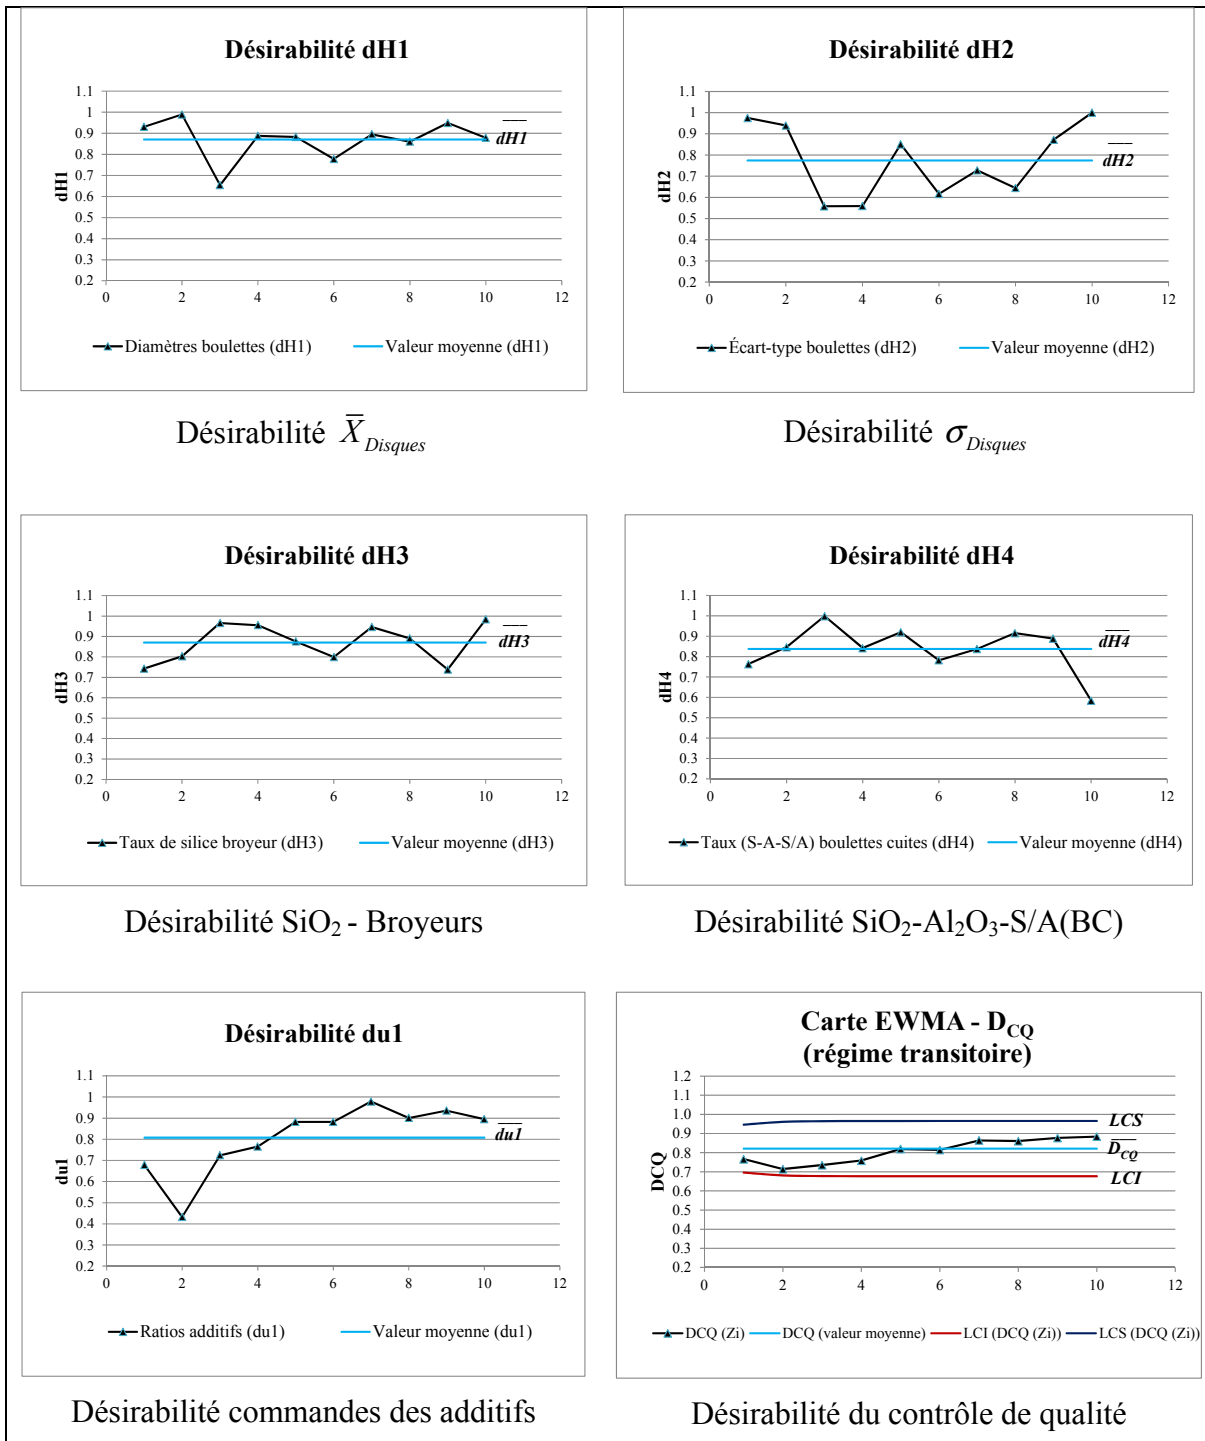 Désirabilité dH1
1.1
1
0.9
0.8
0.7
0.6
0.5
0.4
0.3
0.2
dH1
0 2 4 6 8 10 12
dH1
Diamètres boulettes (dH1) Valeur moyenne (dH1)
Désirabilité X̅ Disques
Désirabilité dH2
1.1
1
0.9
0.8
0.7
0.6
0.5
0.4
0.3
0.2
dH2
0 2 4 6 8 10 12
dH2
Écart-type boulettes (dH2) Valeur moyenne (dH2)
Désirabilité σ Disques
Désirabilité dH3
1.1
1
0.9
0.8
0.7
0.6
0.5
0.4
0.3
0.2
dH3
0 2 4 6 8 10 12
dH3
Taux de silice broyeur (dH3) Valeur moyenne (dH3)
Désirabilité SiO₂ - Broyeurs
Désirabilité dH4
1.1
1
0.9
0.8
0.7
0.6
0.5
0.4
0.3
0.2
dH4
0 2 4 6 8 10 12
dH4
Taux (S-A-S/A) boulettes cuites (dH4) Valeur moyenne (dH4)
Désirabilité SiO₂-Al₂O₃-S/A(BC)
Désirabilité du1
1.1
1
0.9
0.8
0.7
0.6
0.5
0.4
0.3
0.2
du1
0 2 4 6 8 10 12
du1
Ratios additifs (du1) Valeur moyenne (du1)
Désirabilité commandes des additifs
Carte EWMA - DCQ
(régime transitoire)
1.2
1.1
1.0
0.9
0.8
0.7
0.6
0.5
0.4
0.3
0.2
DCQ
0 2 4 6 8 10 12
LCS
DCQ
LCI
DCQ (Zi) DCQ (valeur moyenne) LCI (DCQ (Zi)) LCS (DCQ (Zi))
Désirabilité du contrôle de qualité